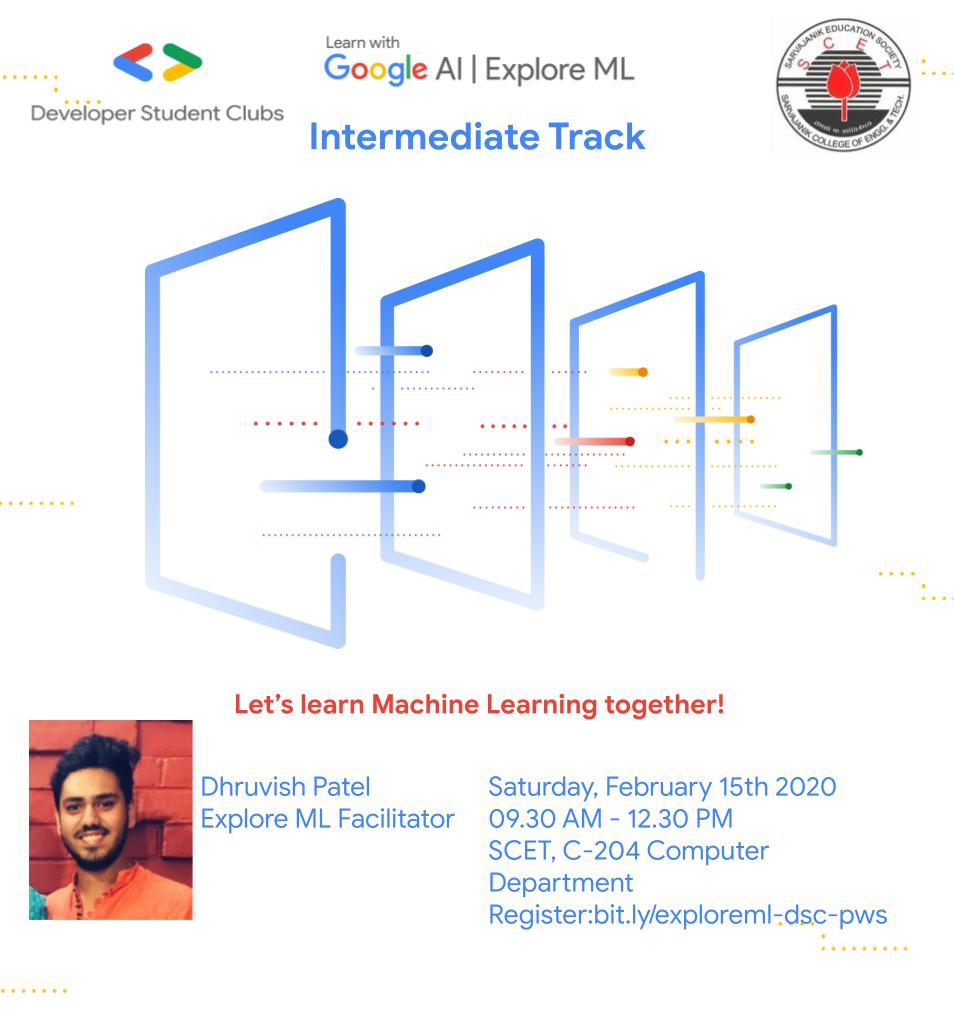 Learn with
Google AI | Explore ML
Developer Student Clubs
SARVAJANIK EDUCATION SOCIETY
S C E T
SARVAJANIK COLLEGE OF ENGG. & TECH.
Intermediate Track
Let's learn Machine Learning together!
Dhruvish Patel
Explore ML Facilitator
Saturday, February 15th 2020
09.30 AM - 12.30 PM
SCET, C-204 Computer
Department
Register:bit.ly/exploreml-dsc-pws